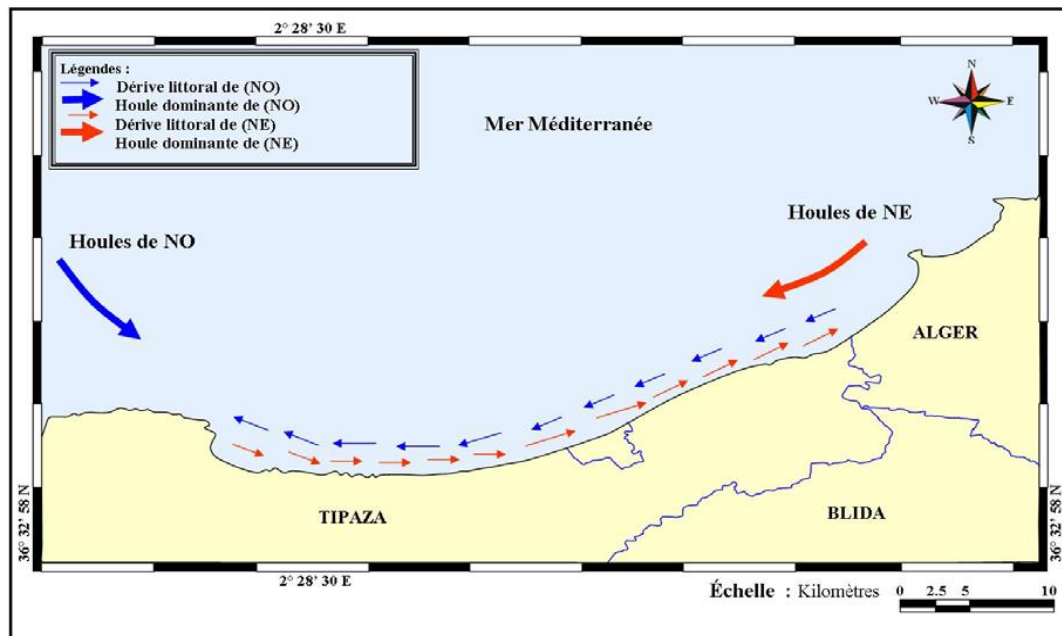 2° 28' 30 E
Légendes :
Dérive littoral de (NO)
Houle dominante de (NO)
Dérive littoral de (NE)
Houle dominante de (NE)
N
W
E
S
Mer Méditerranée
Houles de NE
Houles de NO
ALGER
TIPAZA
BLIDA
36° 32' 58 N
36° 32' 58 N
2° 28' 30 E
Échelle : Kilomètres
0 2.5 5 10